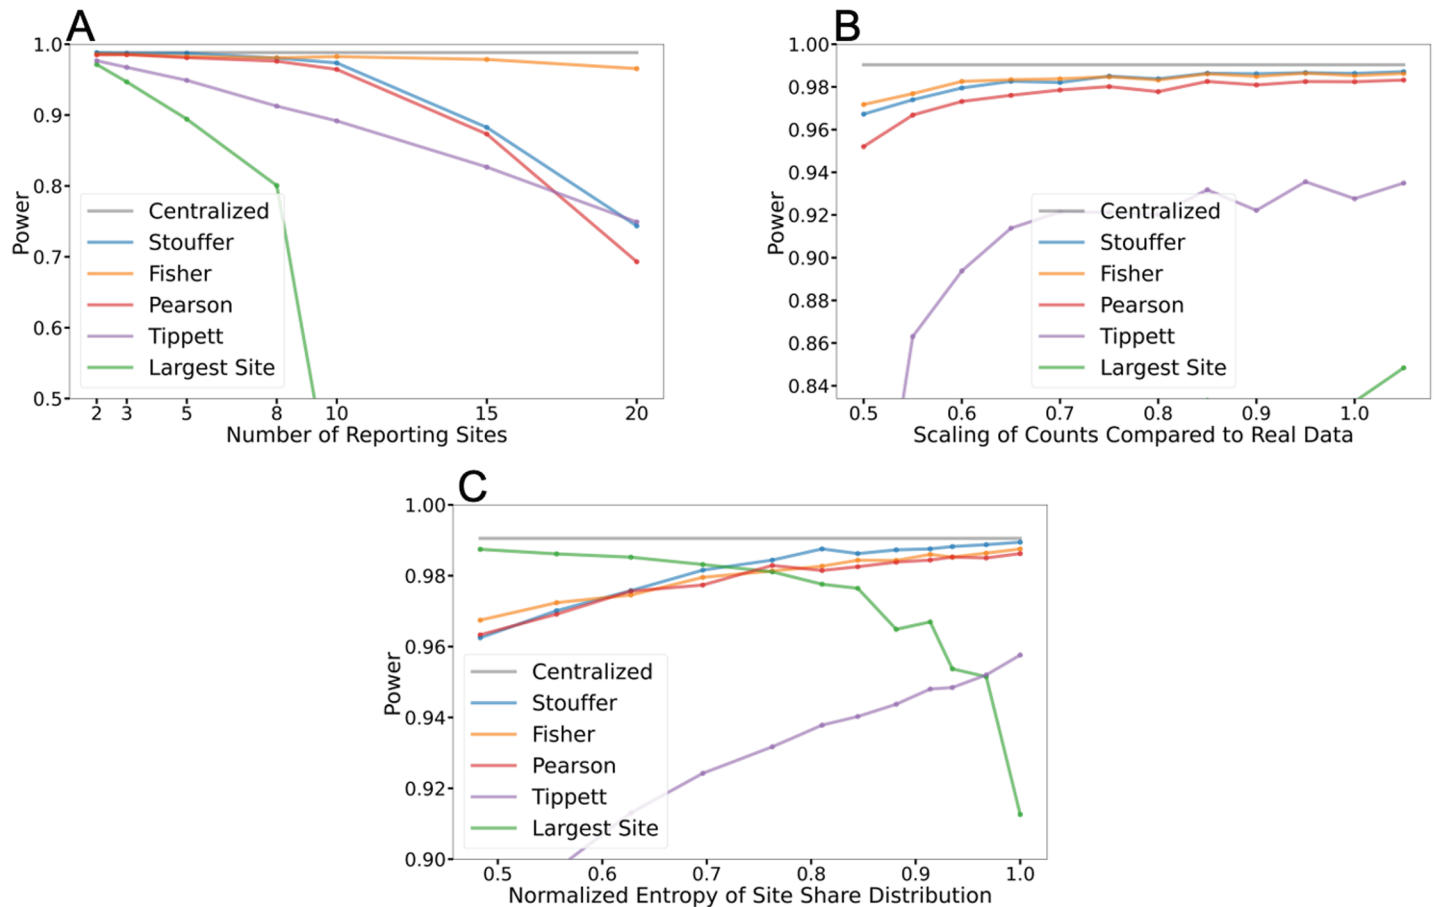 A
1.0
0.9
0.8
0.7
0.6
0.5
Power
Centralized
Stouffer
Fisher
Pearson
Tippett
Largest Site
2 3 5 8 10 15 20
Number of Reporting Sites
B
1.00
0.98
0.96
0.94
0.92
0.90
0.88
0.86
0.84
Power
Centralized
Stouffer
Fisher
Pearson
Tippett
Largest Site
0.5 0.6 0.7 0.8 0.9 1.0
Scaling of Counts Compared to Real Data
C
1.00
0.98
0.96
0.94
0.92
0.90
Power
Centralized
Stouffer
Fisher
Pearson
Tippett
Largest Site
0.5 0.6 0.7 0.8 0.9 1.0
Normalized Entropy of Site Share Distribution